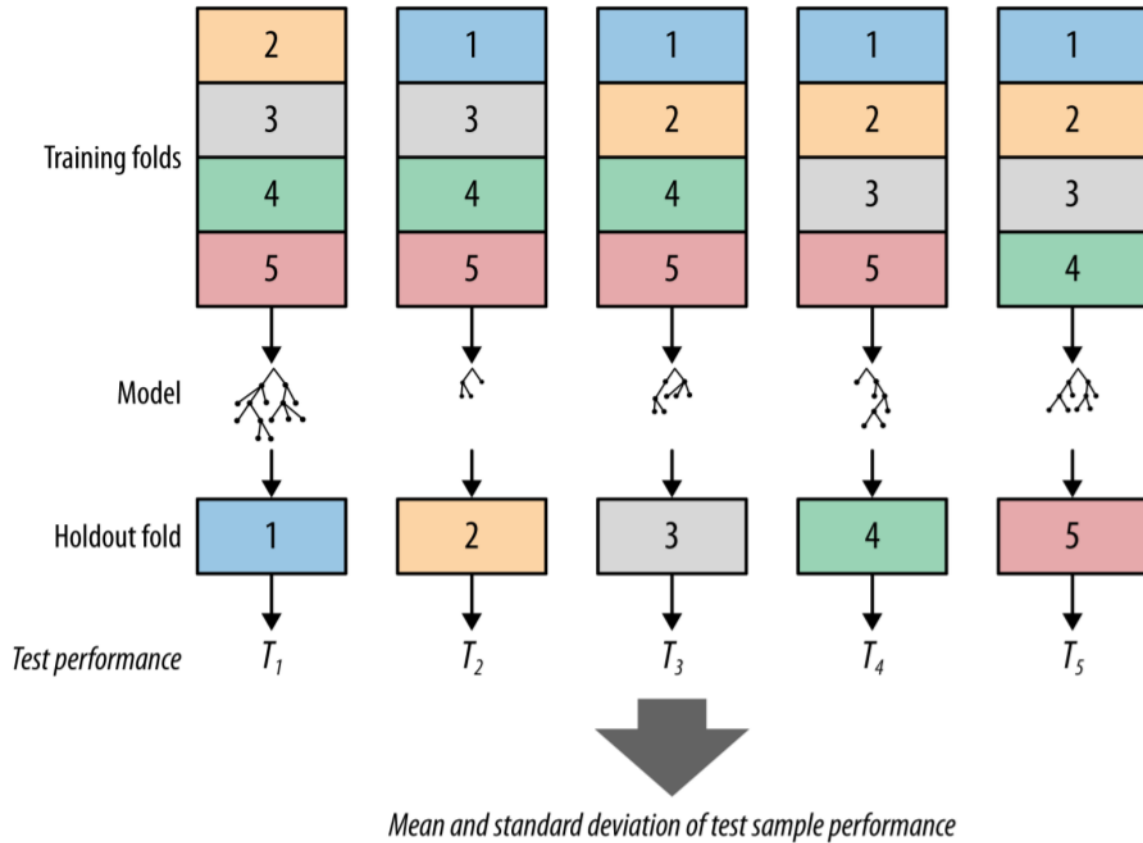 2 1 1 1 1
3 3 2 2 2
Training folds
4 4 4 3 3
5 5 5 5 4
Model
Holdout fold 1 2 3 4 5
Test performance T1 T2 T3 T4 T5
Mean and standard deviation of test sample performance